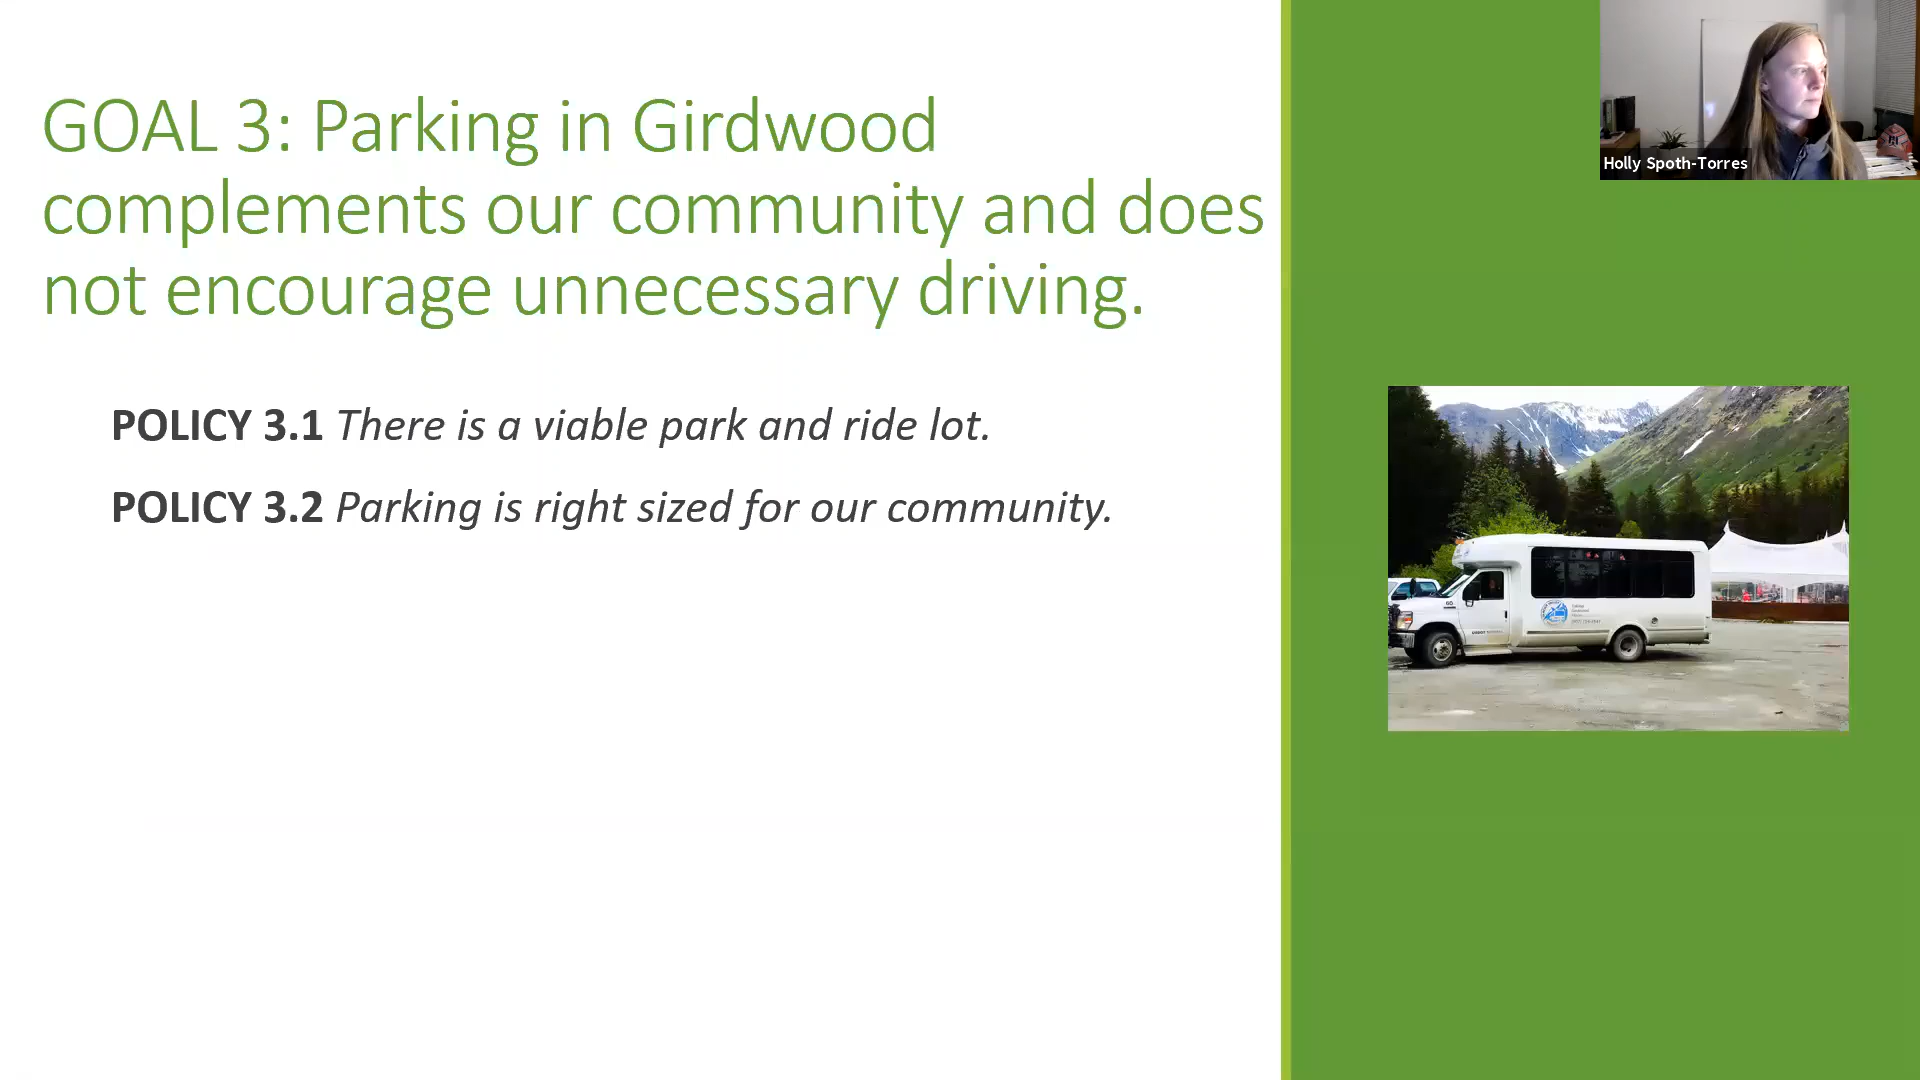 GOAL 3: Parking in Girdwood
complements our community and does
not encourage unnecessary driving.
POLICY 3.1 There is a viable park and ride lot.
POLICY 3.2 Parking is right sized for our community.
Holly Spoth-Torres